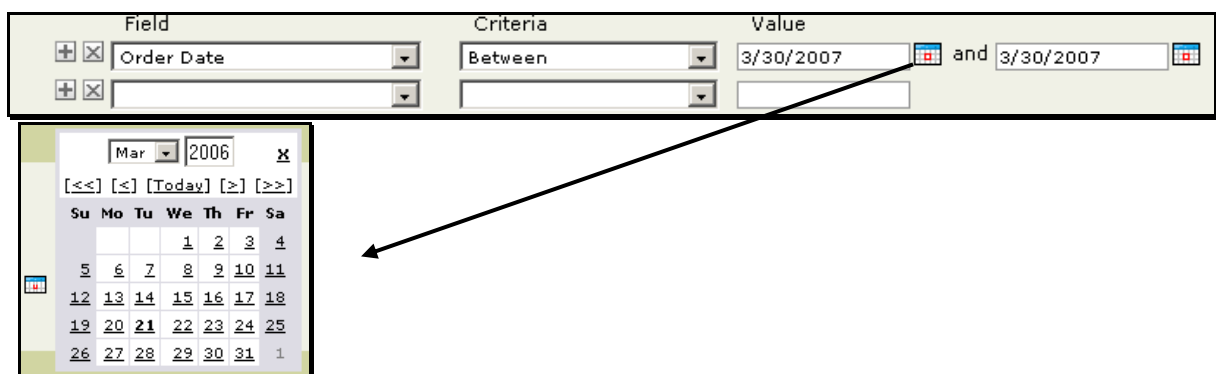 Field Criteria Value
Order Date Between 3/30/2007 and 3/30/2007
Mar 2006 x
[<<] [<] [Today] [>] [>>]
Su Mo Tu We Th Fr Sa
1 2 3 4
5 6 7 8 9 10 11
12 13 14 15 16 17 18
19 20 21 22 23 24 25
26 27 28 29 30 31 1